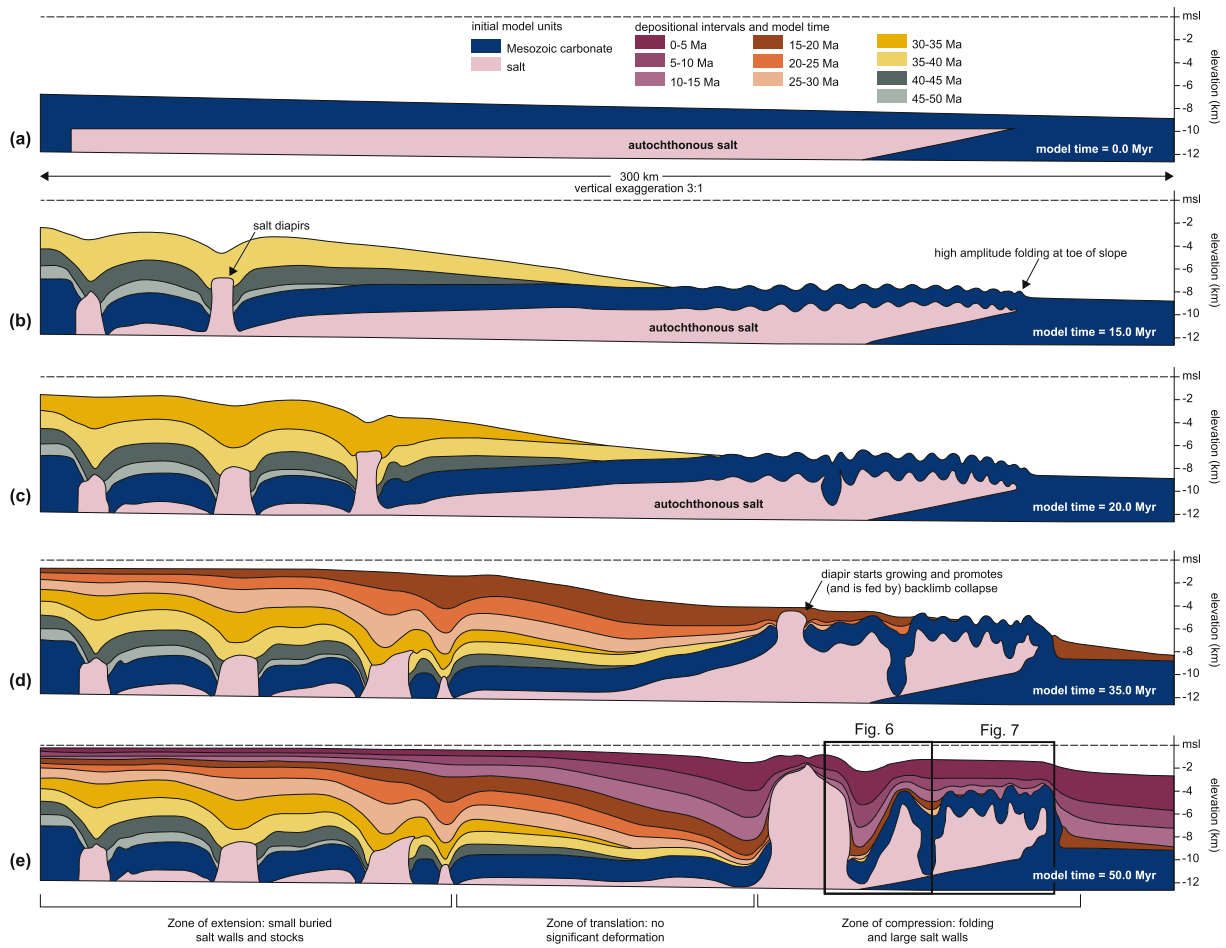 initial model units
Mesozoic carbonate
salt
depositional intervals and model time
0-5 Ma
5-10 Ma
10-15 Ma
15-20 Ma
20-25 Ma
25-30 Ma
30-35 Ma
35-40 Ma
40-45 Ma
45-50 Ma
msl
-2
-4
-6
-8
-10
-12
elevation (km)
(a)
autochthonous salt
model time = 0.0 Myr
300 km
vertical exaggeration 3:1
msl
-2
-4
-6
-8
-10
-12
elevation (km)
salt diapirs
high amplitude folding at toe of slope
(b)
autochthonous salt
model time = 15.0 Myr
msl
-2
-4
-6
-8
-10
-12
elevation (km)
(c)
autochthonous salt
model time = 20.0 Myr
msl
-2
-4
-6
-8
-10
-12
elevation (km)
diapir starts growing and promotes
(and is fed by) backlimb collapse
(d)
model time = 35.0 Myr
Fig. 6
Fig. 7
msl
-2
-4
-6
-8
-10
-12
elevation (km)
(e)
model time = 50.0 Myr
Zone of extension: small buried
salt walls and stocks
Zone of translation: no
significant deformation
Zone of compression: folding
and large salt walls